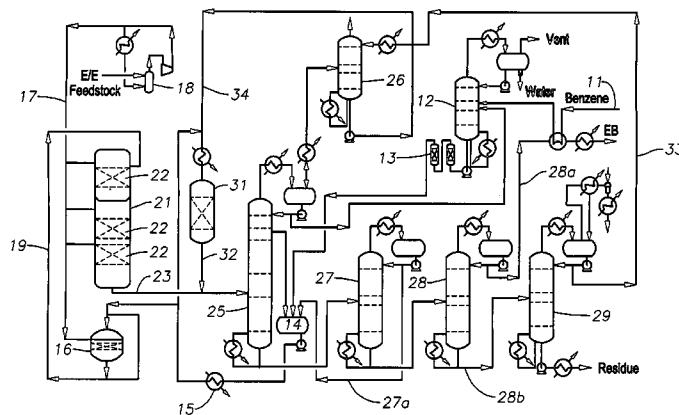 Vent
E/E
Feedstock
17
18
34
26
12
Water
11
Benzene
EB
13
33
22
31
28a
21
19
22
22
32
23
27
28
25
14
29
16
15
27a
28b
Residue